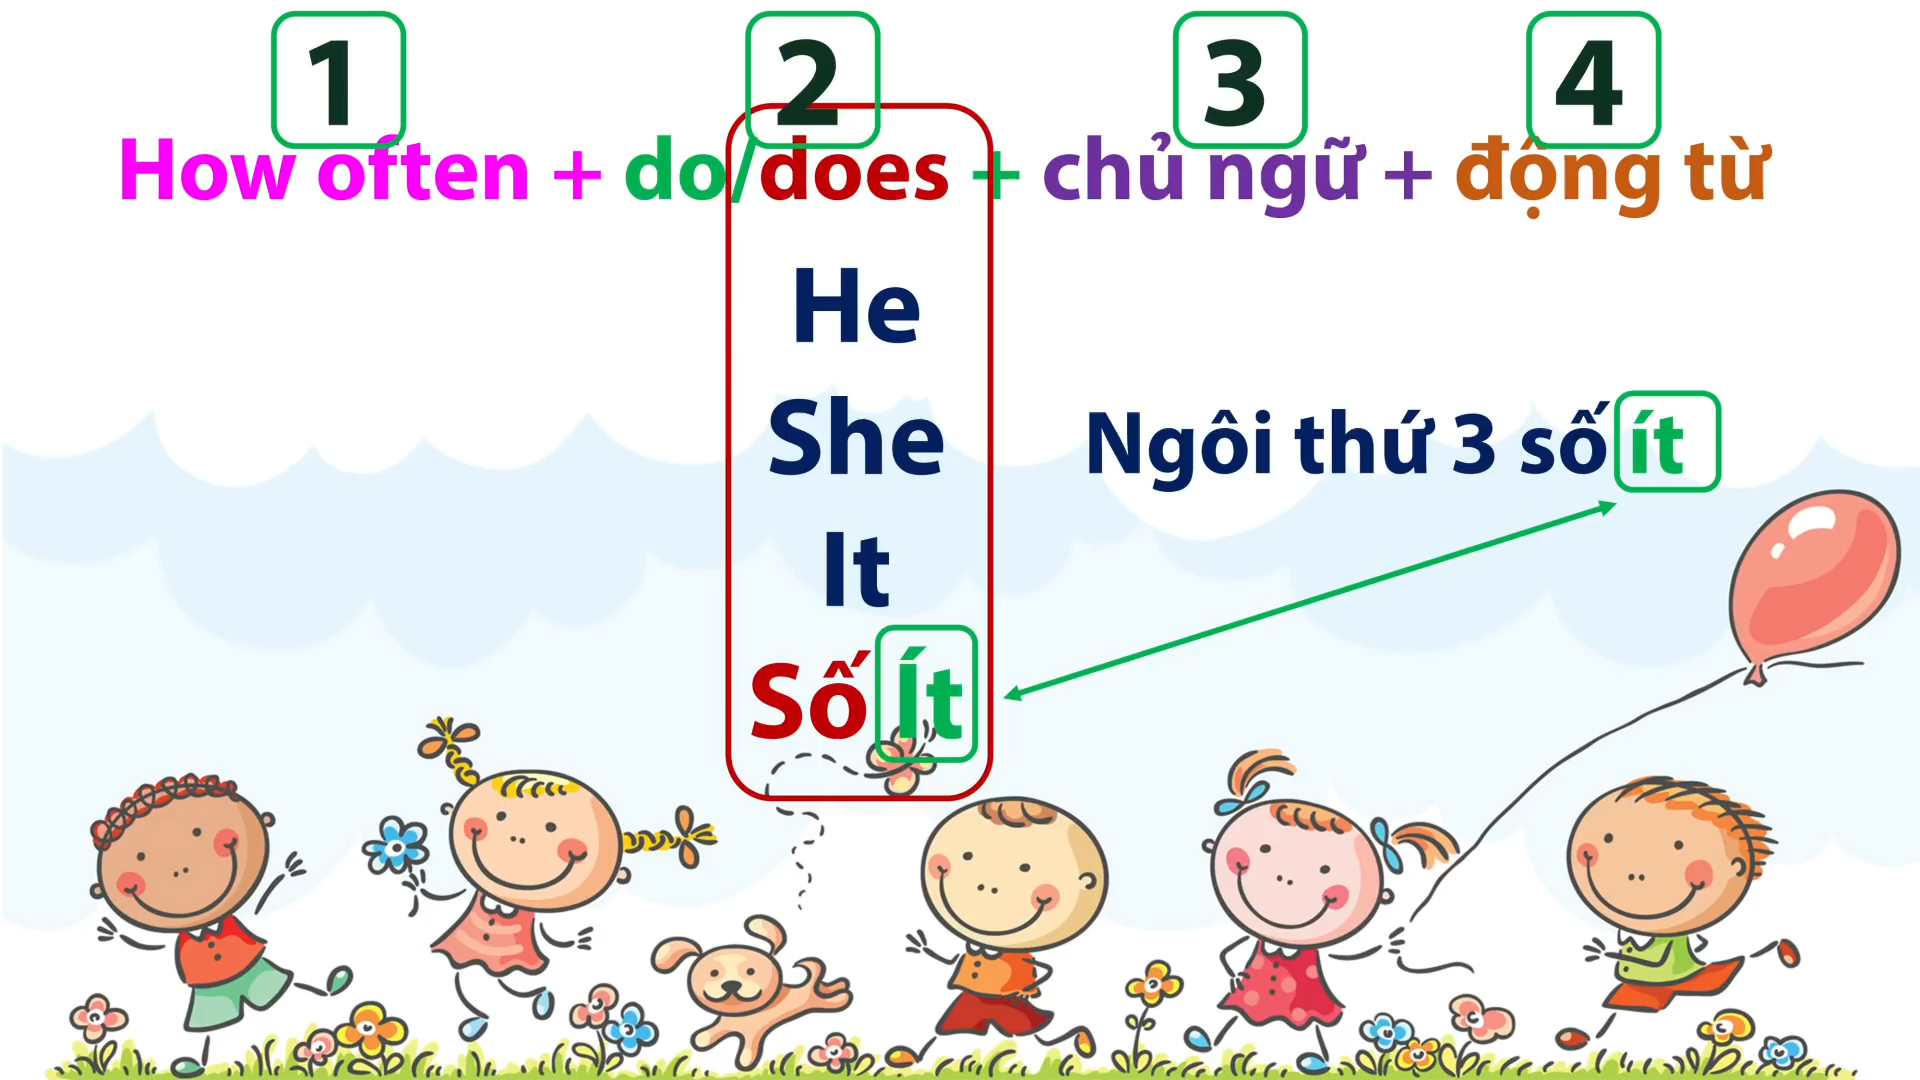 1 2 3 4
How often + do/does + chủ ngữ + động từ
He
She
Ngôi thứ 3 số ít
It
Số Ít